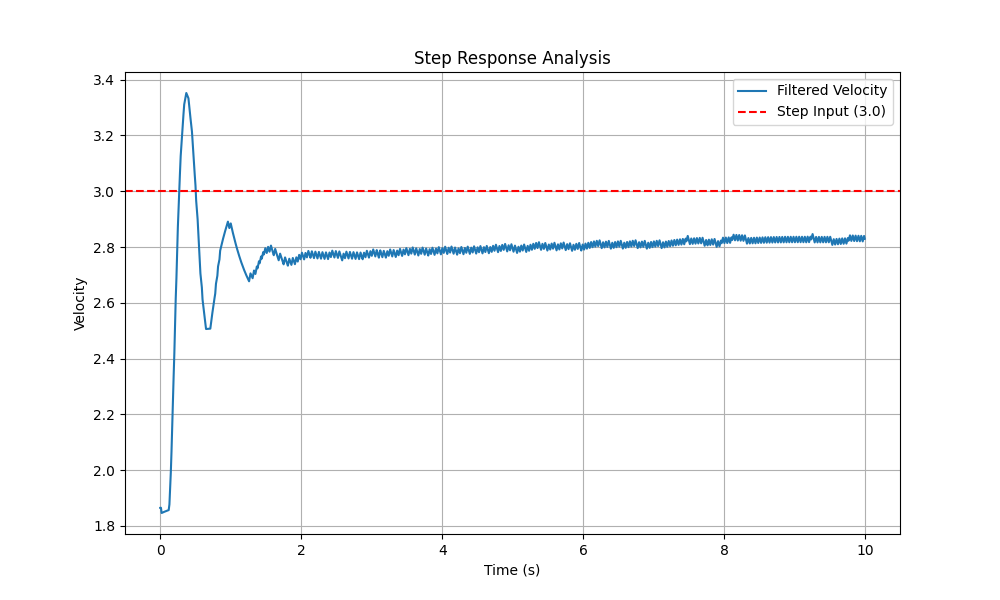 Step Response Analysis
Filtered Velocity
Step Input (3.0)
3.4
3.2
3.0
2.8
2.6
2.4
2.2
2.0
1.8
Velocity
0 2 4 6 8 10
Time (s)